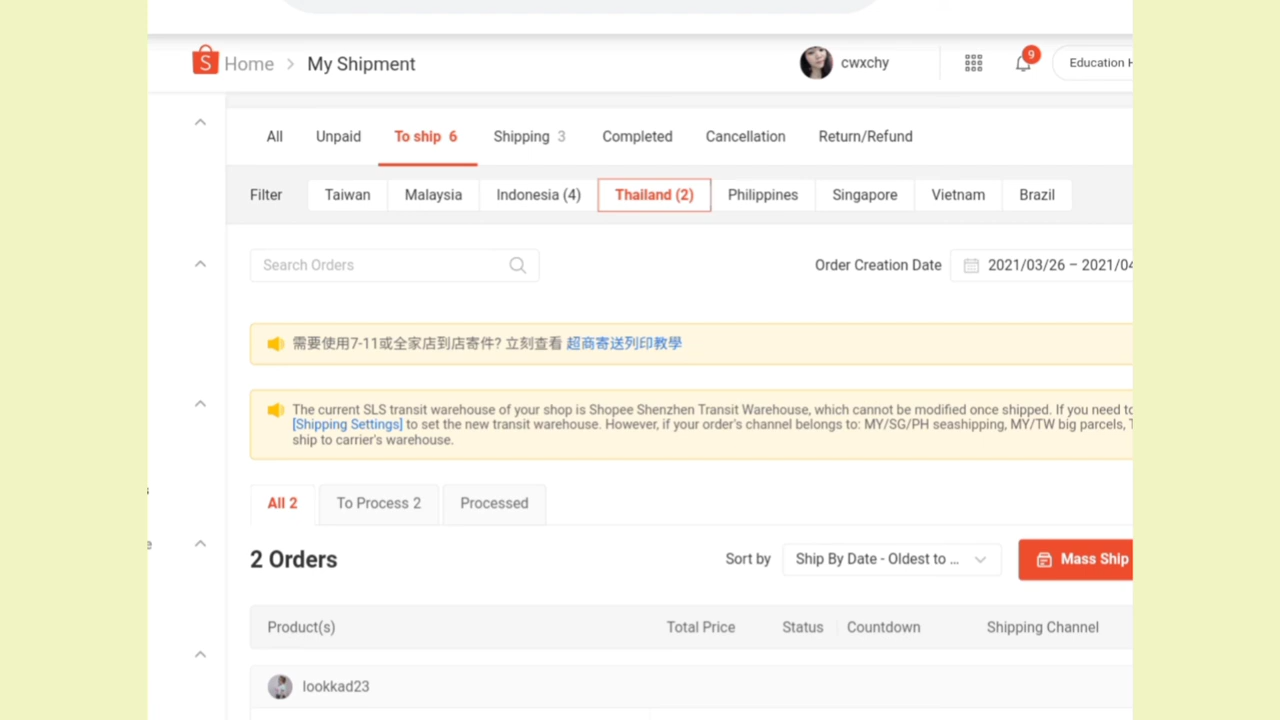 Home > My Shipment
cwxchy
9
Education H
All Unpaid To ship 6 Shipping 3 Completed Cancellation Return/Refund
Filter Taiwan Malaysia Indonesia (4) Thailand (2) Philippines Singapore Vietnam Brazil
Search Orders
Order Creation Date 2021/03/26 – 2021/04
需要使用7-11或全家店到店寄件? 立刻查看 超商寄送列印教學
The current SLS transit warehouse of your shop is Shopee Shenzhen Transit Warehouse, which cannot be modified once shipped. If you need to
[Shipping Settings] to set the new transit warehouse. However, if your order's channel belongs to: MY/SG/PH seashipping, MY/TW big parcels, T
ship to carrier's warehouse.
All 2 To Process 2 Processed
2 Orders
Sort by Ship By Date - Oldest to ...
Mass Ship
Product(s) Total Price Status Countdown Shipping Channel
lookkad23